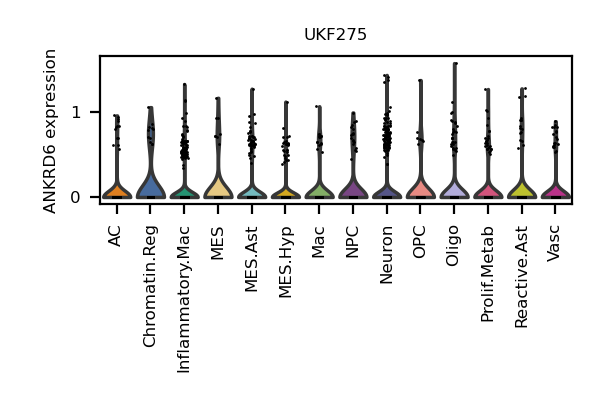 UKF275
ANKRD6 expression
1
0
AC
Chromatin.Reg
Inflammatory.Mac
MES
MES.Ast
MES.Hyp
Mac
NPC
Neuron
OPC
Oligo
Prolif.Metab
Reactive.Ast
Vasc